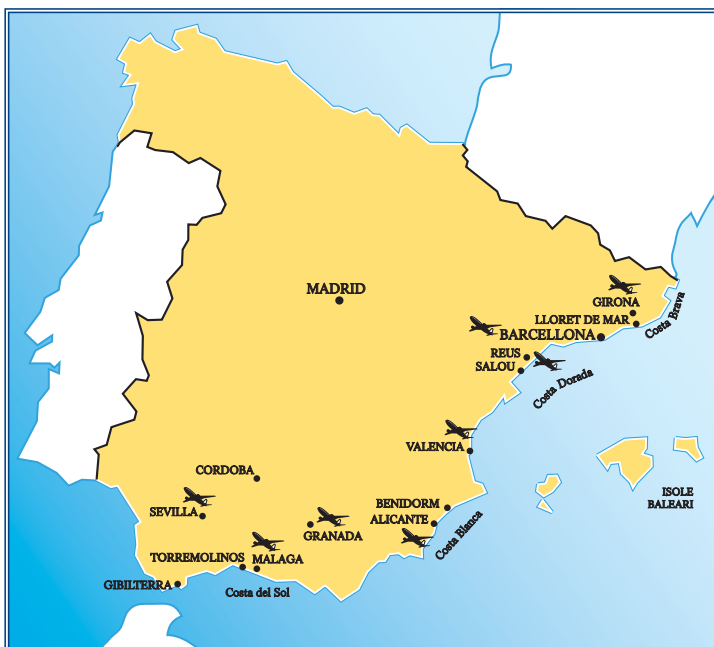 MADRID
GIRONA
LLORET DE MAR
BARCELLONA
Costa Brava
REUS
SALOU
Costa Dorada
VALENCIA
CORDOBA
ISOLE
BALEARI
BENIDORM
SEVILLA
ALICANTE
Costa Blanca
GRANADA
TORREMOLINOS
MALAGA
GIBILTERRA
Costa del Sol